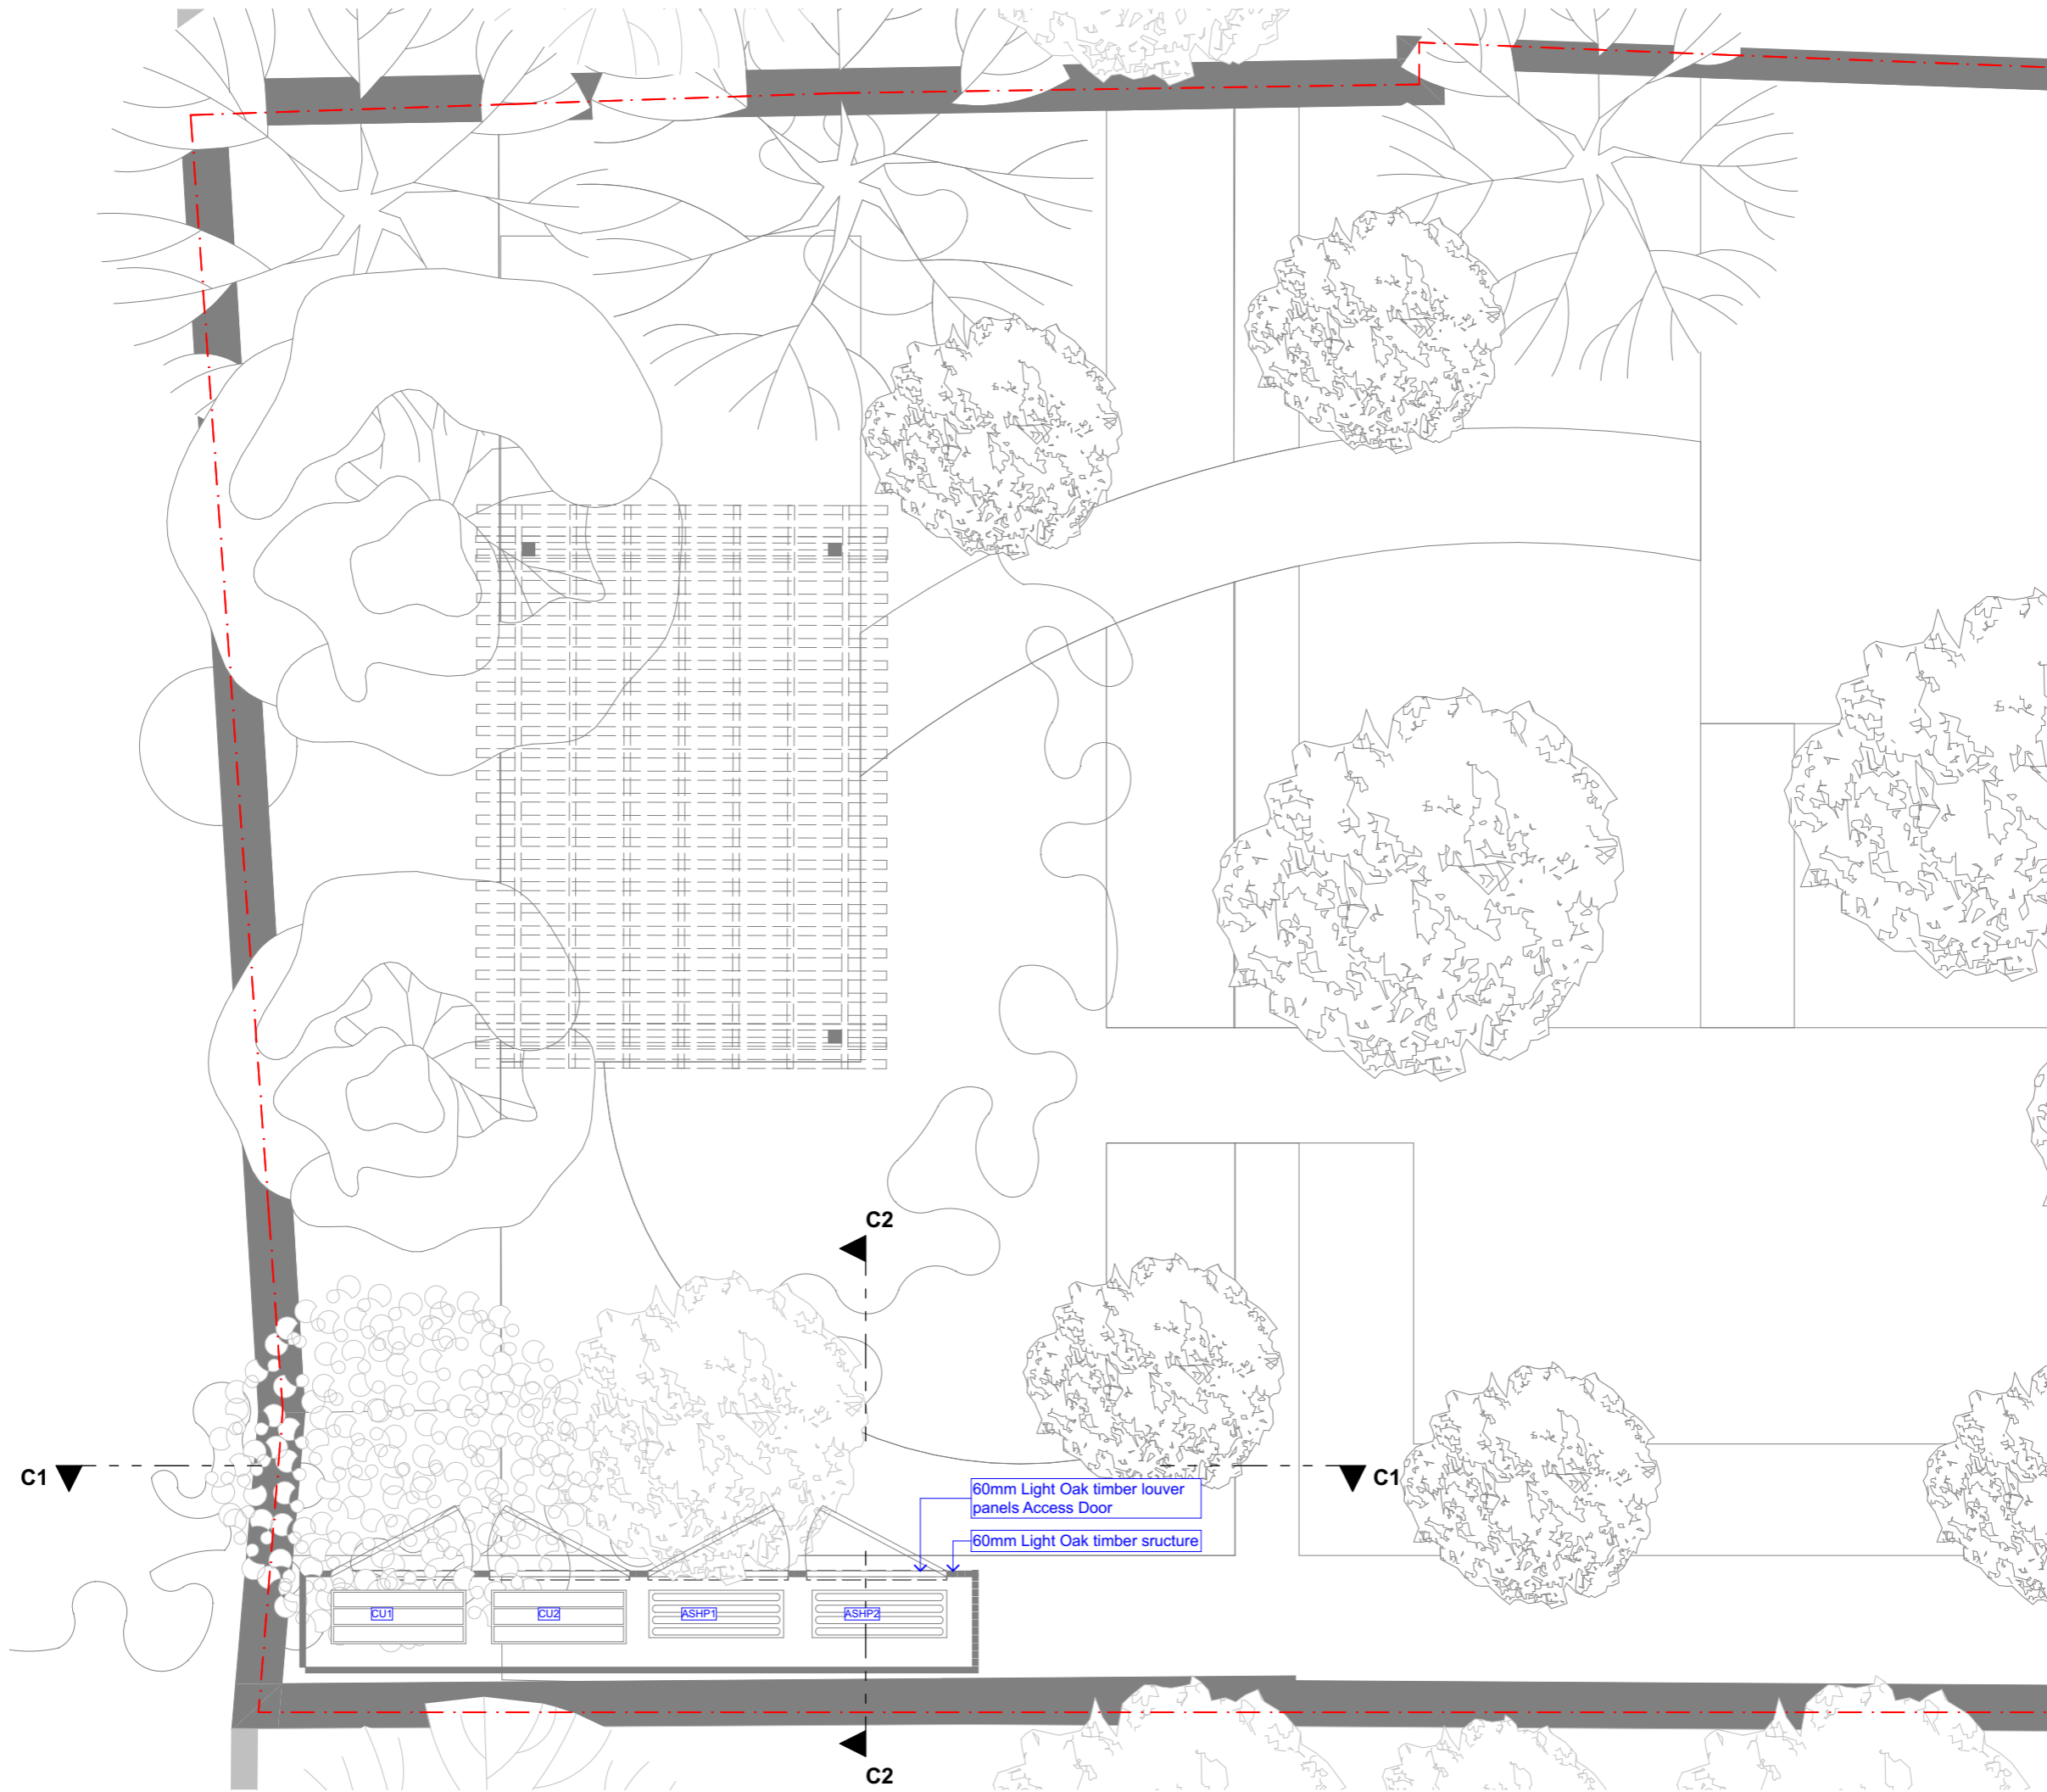 C2
C1
C1
60mm Light Oak timber louver
panels Access Door
60mm Light Oak timber sructure
CU1
CU2
ASHP1
ASHP2
C2